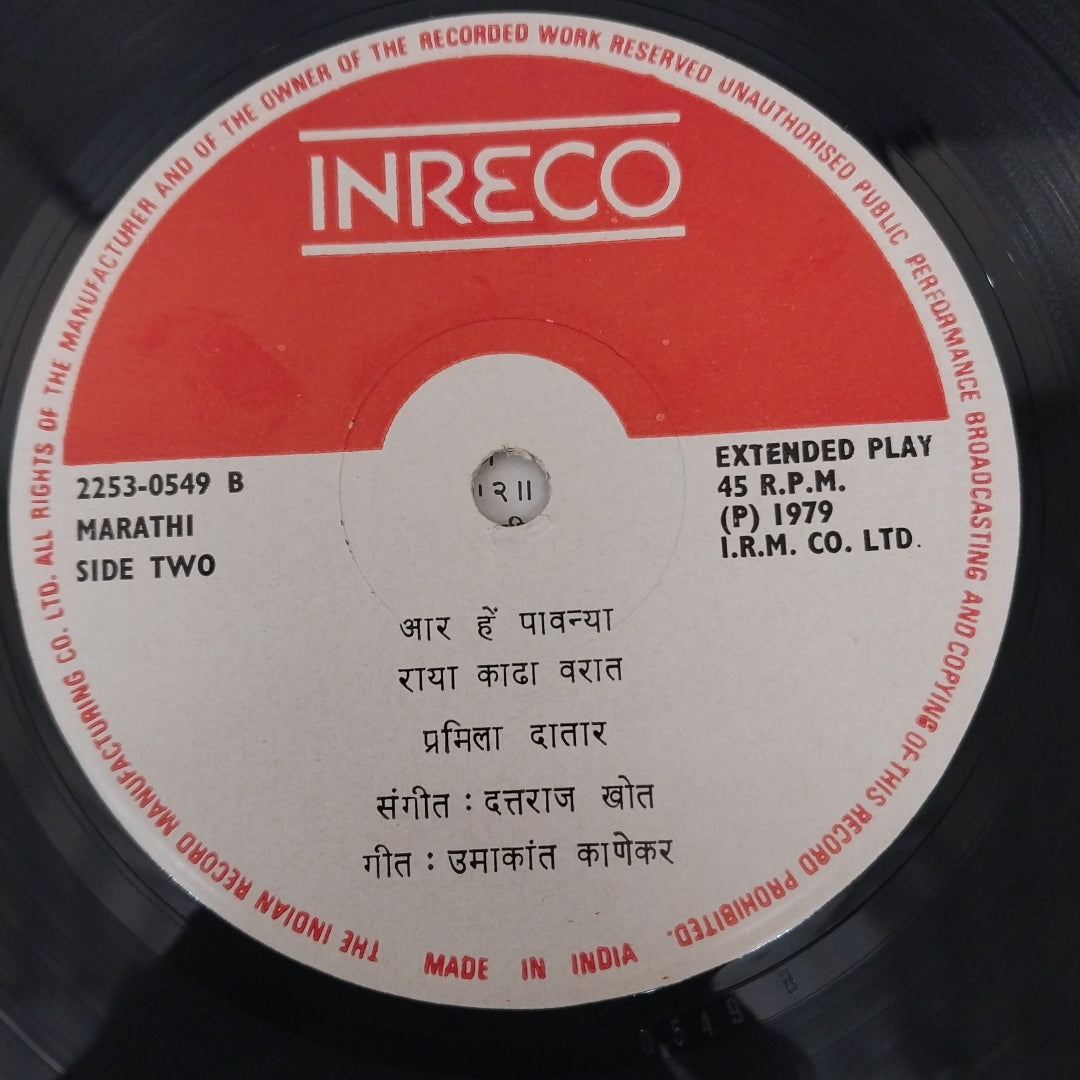 INRECO
2253-0549 B
MARATHI
SIDE TWO
EXTENDED PLAY
45 R.P.M.
(P) 1979
I.R.M. CO. LTD.
। २ ॥
आर हें पावन्या
राया काढा वरात
प्रमिला दातार
संगीत : दत्तराज खोत
गीत : उमाकांत काणेकर
THE INDIAN RECORD MANUFACTURING CO. LTD. ALL RIGHTS OF THE MANUFACTURER AND OF THE OWNER OF THE RECORDED WORK RESERVED UNAUTHORISED PUBLIC PERFORMANCE BROADCASTING AND COPYING OF THIS RECORD PROHIBITED.
MADE IN INDIA